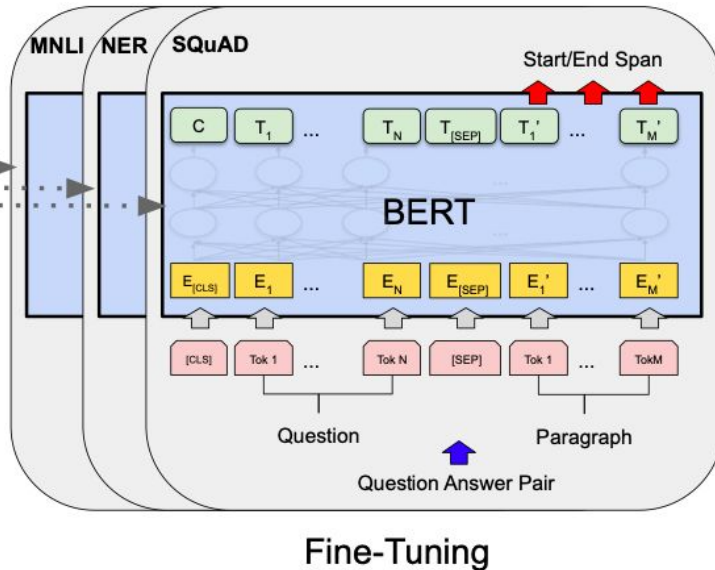 MNLI NER SQuAD
Start/End Span
C T1 ... TN T[SEP] T1' ... TM'
BERT
E[CLS] E1 ... EN E[SEP] E1' ... EM'
[CLS] Tok 1 ... Tok N [SEP] Tok 1 ... TokM
Question Paragraph
Question Answer Pair
Fine-Tuning